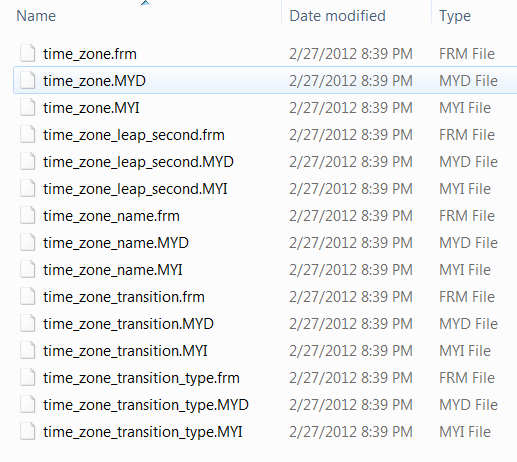 Name Date modified Type
time_zone.frm 2/27/2012 8:39 PM FRM File
time_zone.MYD 2/27/2012 8:39 PM MYD File
time_zone.MYI 2/27/2012 8:39 PM MYI File
time_zone_leap_second.frm 2/27/2012 8:39 PM FRM File
time_zone_leap_second.MYD 2/27/2012 8:39 PM MYD File
time_zone_leap_second.MYI 2/27/2012 8:39 PM MYI File
time_zone_name.frm 2/27/2012 8:39 PM FRM File
time_zone_name.MYD 2/27/2012 8:39 PM MYD File
time_zone_name.MYI 2/27/2012 8:39 PM MYI File
time_zone_transition.frm 2/27/2012 8:39 PM FRM File
time_zone_transition.MYD 2/27/2012 8:39 PM MYD File
time_zone_transition.MYI 2/27/2012 8:39 PM MYI File
time_zone_transition_type.frm 2/27/2012 8:39 PM FRM File
time_zone_transition_type.MYD 2/27/2012 8:39 PM MYD File
time_zone_transition_type.MYI 2/27/2012 8:39 PM MYI File